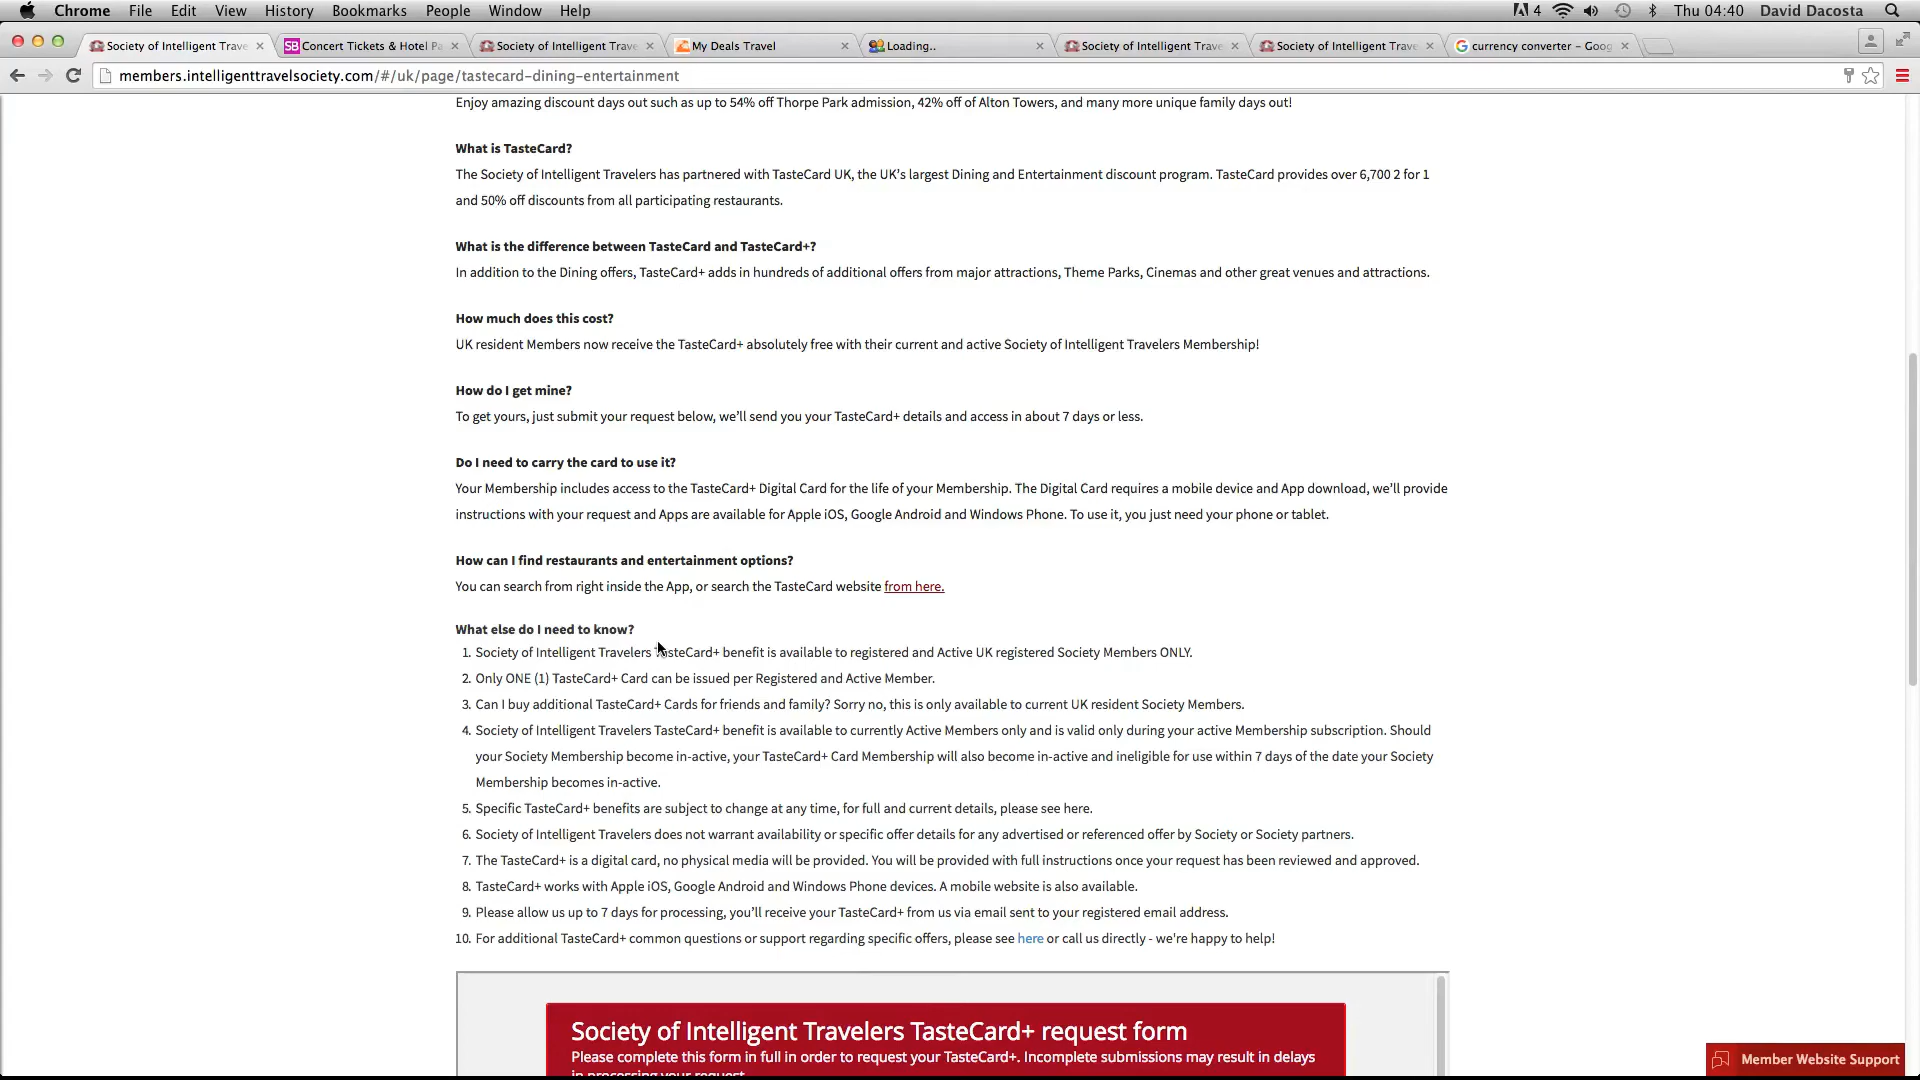 Chrome File Edit View History Bookmarks People Window Help 4 Thu 04:40 David Dacosta
Society of Intelligent Trave Concert Tickets & Hotel Pa Society of Intelligent Trave My Deals Travel Loading.. Society of Intelligent Trave Society of Intelligent Trave currency converter – Goog
members.intelligenttravelsociety.com/#/uk/page/tastecard-dining-entertainment
Enjoy amazing discount days out such as up to 54% off Thorpe Park admission, 42% off of Alton Towers, and many more unique family days out!
What is TasteCard?
The Society of Intelligent Travelers has partnered with TasteCard UK, the UK's largest Dining and Entertainment discount program. TasteCard provides over 6,700 2 for 1
and 50% off discounts from all participating restaurants.
What is the difference between TasteCard and TasteCard+?
In addition to the Dining offers, TasteCard+ adds in hundreds of additional offers from major attractions, Theme Parks, Cinemas and other great venues and attractions.
How much does this cost?
UK resident Members now receive the TasteCard+ absolutely free with their current and active Society of Intelligent Travelers Membership!
How do I get mine?
To get yours, just submit your request below, we'll send you your TasteCard+ details and access in about 7 days or less.
Do I need to carry the card to use it?
Your Membership includes access to the TasteCard+ Digital Card for the life of your Membership. The Digital Card requires a mobile device and App download, we'll provide
instructions with your request and Apps are available for Apple iOS, Google Android and Windows Phone. To use it, you just need your phone or tablet.
How can I find restaurants and entertainment options?
You can search from right inside the App, or search the TasteCard website from here.
What else do I need to know?
1. Society of Intelligent Travelers TasteCard+ benefit is available to registered and Active UK registered Society Members ONLY.
2. Only ONE (1) TasteCard+ Card can be issued per Registered and Active Member.
3. Can I buy additional TasteCard+ Cards for friends and family? Sorry no, this is only available to current UK resident Society Members.
4. Society of Intelligent Travelers TasteCard+ benefit is available to currently Active Members only and is valid only during your active Membership subscription. Should
your Society Membership become in-active, your TasteCard+ Card Membership will also become in-active and ineligible for use within 7 days of the date your Society
Membership becomes in-active.
5. Specific TasteCard+ benefits are subject to change at any time, for full and current details, please see here.
6. Society of Intelligent Travelers does not warrant availability or specific offer details for any advertised or referenced offer by Society or Society partners.
7. The TasteCard+ is a digital card, no physical media will be provided. You will be provided with full instructions once your request has been reviewed and approved.
8. TasteCard+ works with Apple iOS, Google Android and Windows Phone devices. A mobile website is also available.
9. Please allow us up to 7 days for processing, you'll receive your TasteCard+ from us via email sent to your registered email address.
10. For additional TasteCard+ common questions or support regarding specific offers, please see here or call us directly - we're happy to help!
Society of Intelligent Travelers TasteCard+ request form
Please complete this form in full in order to request your TasteCard+. Incomplete submissions may result in delays
in processing your request
Member Website Support